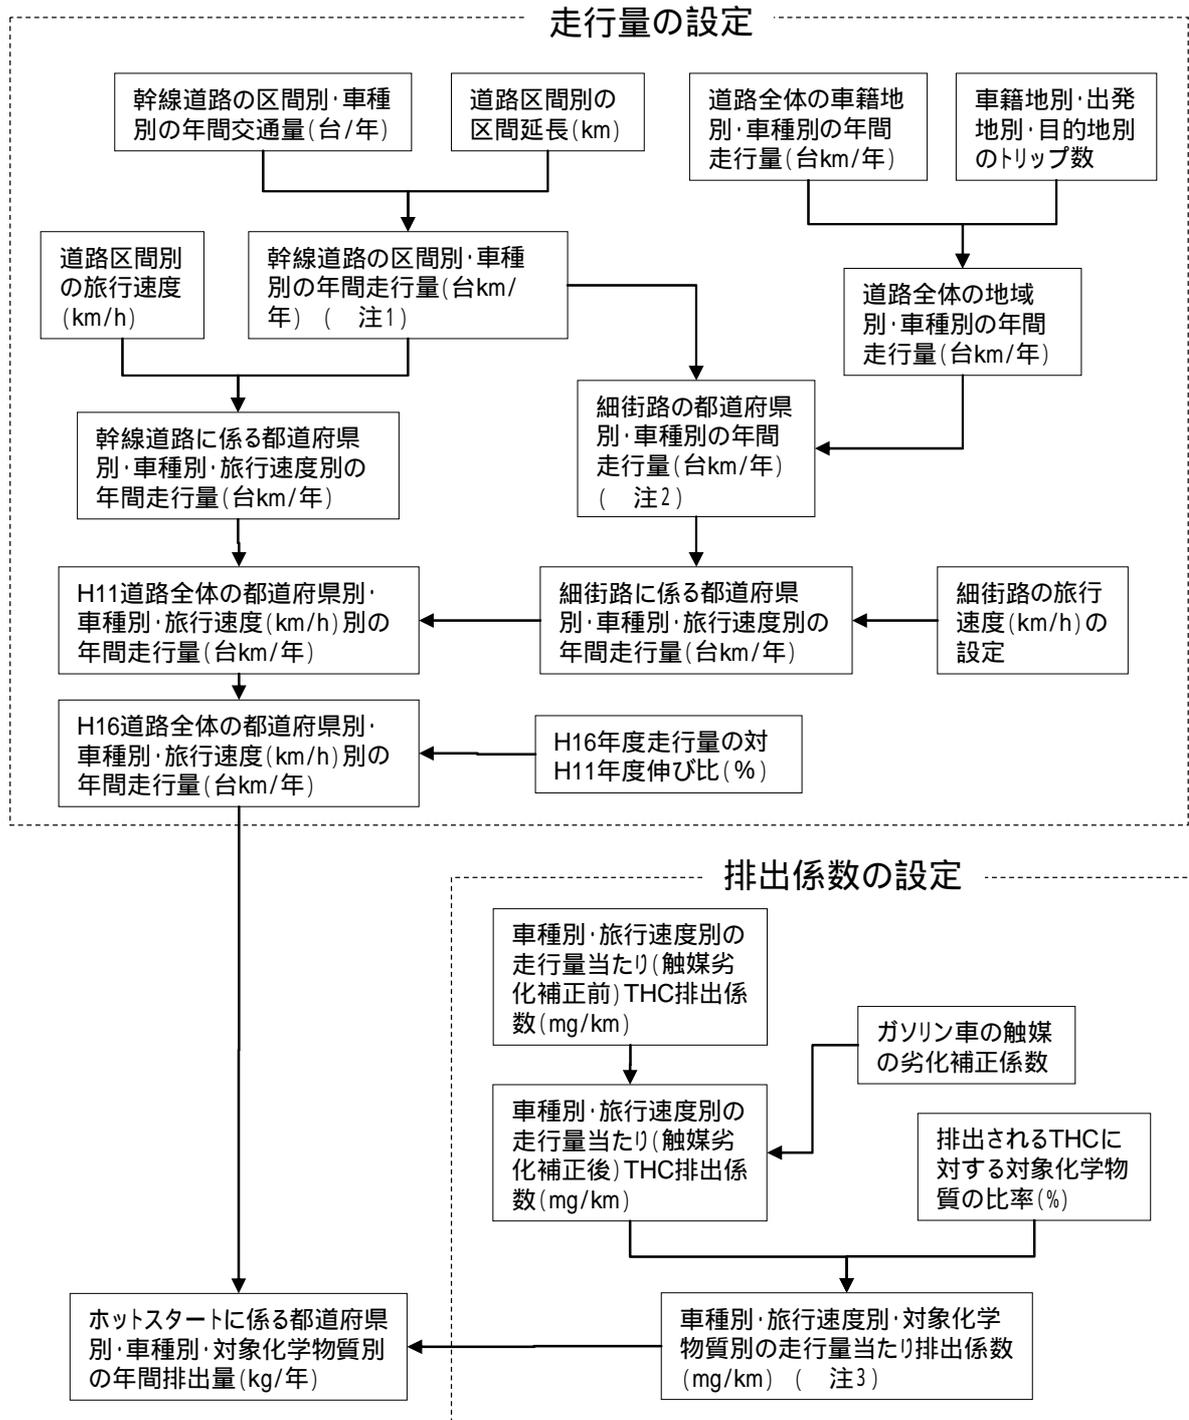 走行量の設定
幹線道路の区間別･車種
別の年間交通量(台/年)
道路区間別の
区間延長(km)
道路全体の車籍地
別･車種別の年間
走行量(台km/年)
車籍地別･出発
地別･目的地別
のトリップ数
道路区間別
の旅行速度
(km/h)
幹線道路の区間別･車種
別の年間走行量(台km/
年) ( 注1)
道路全体の地域
別･車種別の年間
走行量(台km/年)
幹線道路に係る都道府県
別･車種別･旅行速度別の
年間走行量(台km/年)
細街路の都道府県
別･車種別の年間
走行量(台km/年)
( 注2)
H11道路全体の都道府県別･
車種別･旅行速度(km/h)別の
年間走行量(台km/年)
細街路に係る都道府県
別･車種別･旅行速度別の
年間走行量(台km/年)
細街路の旅行
速度(km/h)の
設定
H16道路全体の都道府県別･
車種別･旅行速度(km/h)別の
年間走行量(台km/年)
H16年度走行量の対
H11年度伸び比(%)
排出係数の設定
車種別･旅行速度別の
走行量当たり(触媒劣
化補正前)THC排出係
数(mg/km)
ガソリン車の触媒
の劣化補正係数
車種別･旅行速度別の
走行量当たり(触媒劣
化補正後)THC排出係
数(mg/km)
排出されるTHCに
対する対象化学物
質の比率(%)
ホットスタートに係る都道府県
別･車種別･対象化学物質別
の年間排出量(kg/年)
車種別･旅行速度別･対象化学
物質別の走行量当たり排出係数
(mg/km) ( 注3)